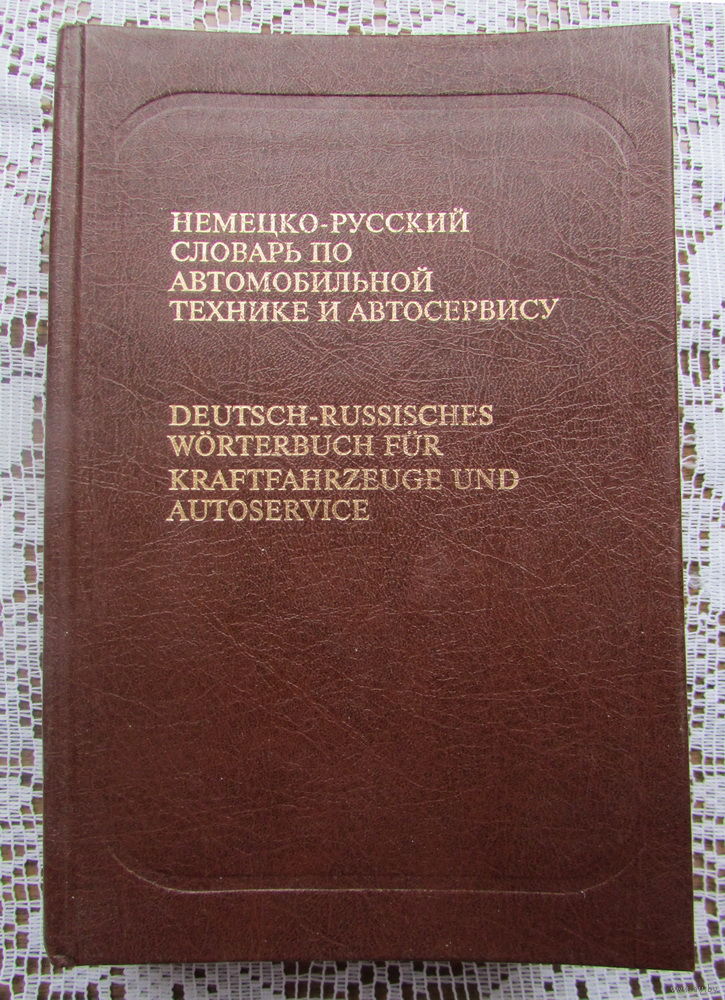 НЕМЕЦКО-РУССКИЙ
СЛОВАРЬ ПО
АВТОМОБИЛЬНОЙ
ТЕХНИКЕ И АВТОСЕРВИСУ
DEUTSCH-RUSSISCHES
WÖRTERBUCH FÜR
KRAFTFAHRZEUGE UND
AUTOSERVICE